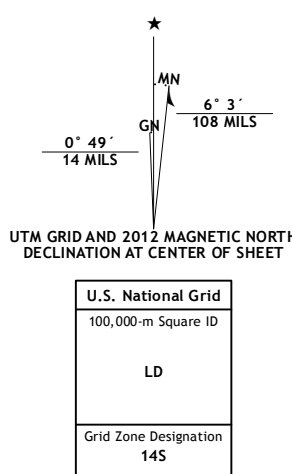 ★
MN
GN
6° 3´
108 MILS
0° 49´
14 MILS
UTM GRID AND 2012 MAGNETIC NORTH
DECLINATION AT CENTER OF SHEET
U.S. National Grid
100,000-m Square ID
LD
Grid Zone Designation
14S